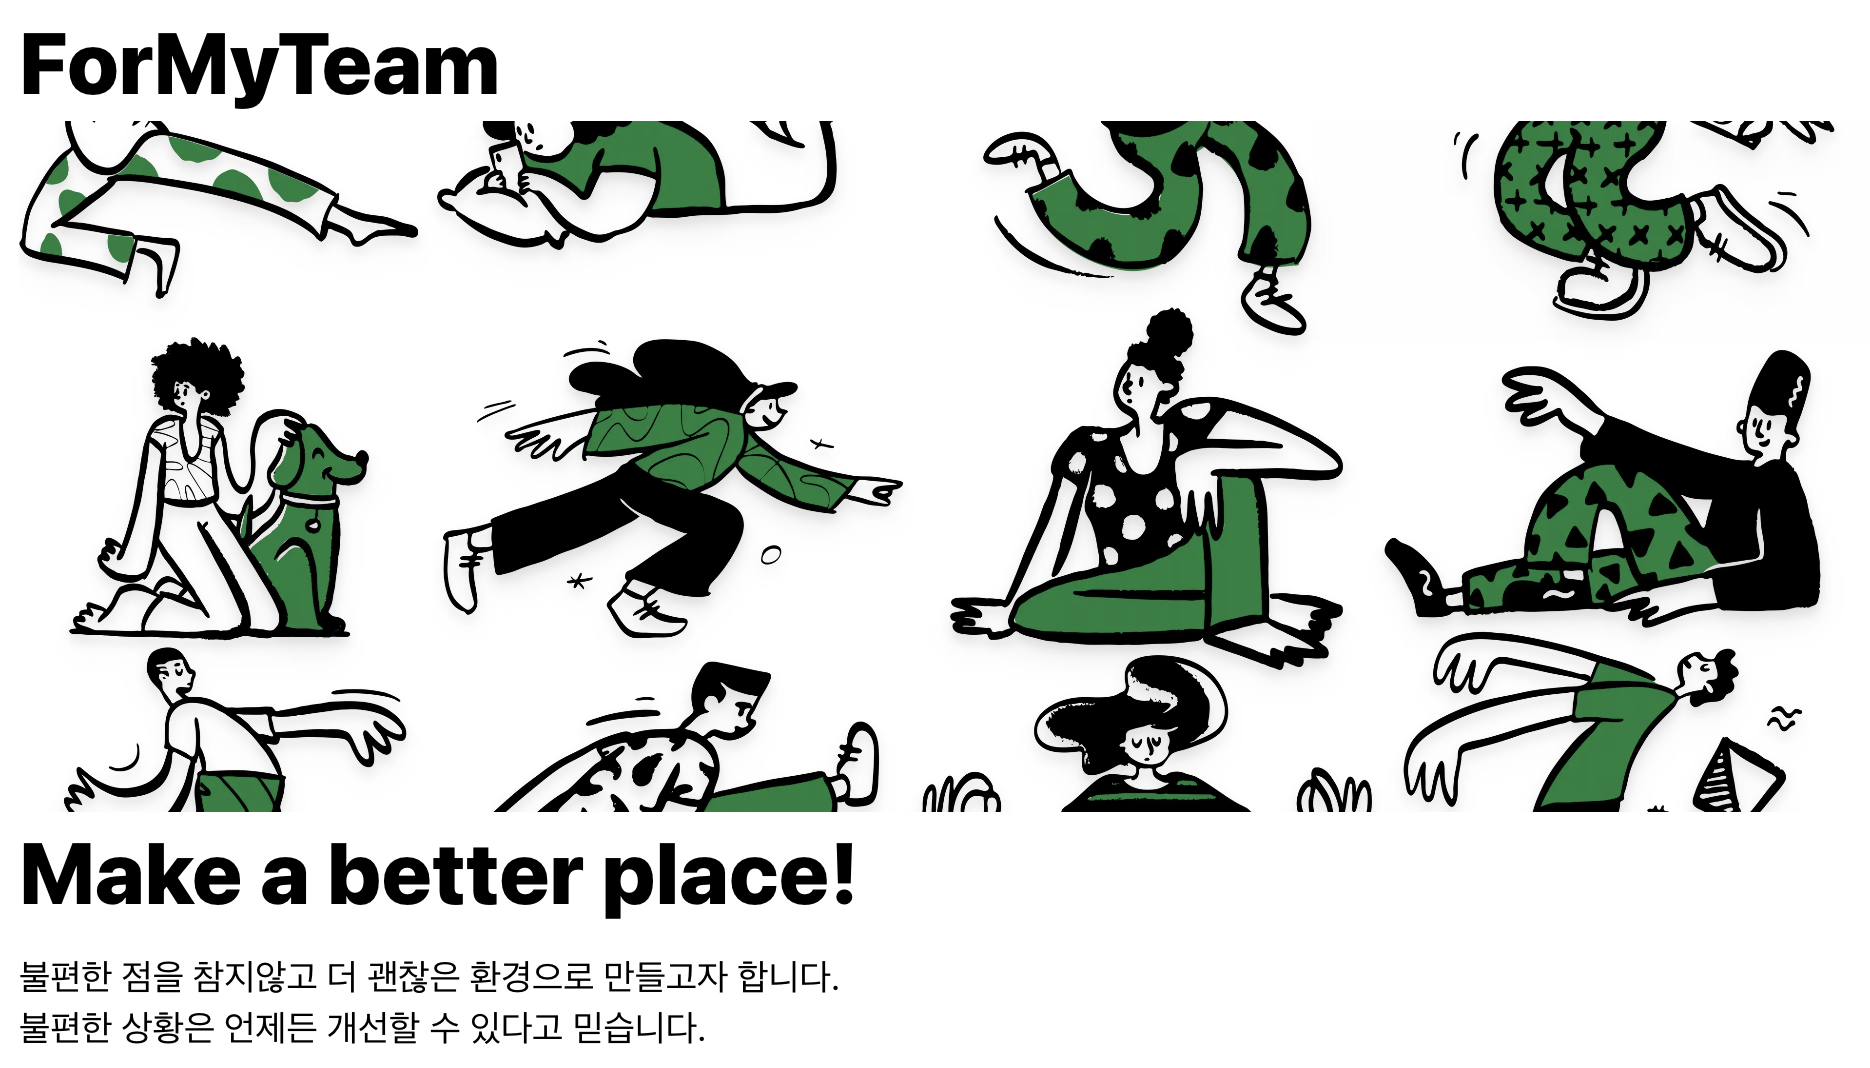 ForMyTeam
Make a better place!
불편한 점을 참지않고 더 괜찮은 환경으로 만들고자 합니다.
불편한 상황은 언제든 개선할 수 있다고 믿습니다.